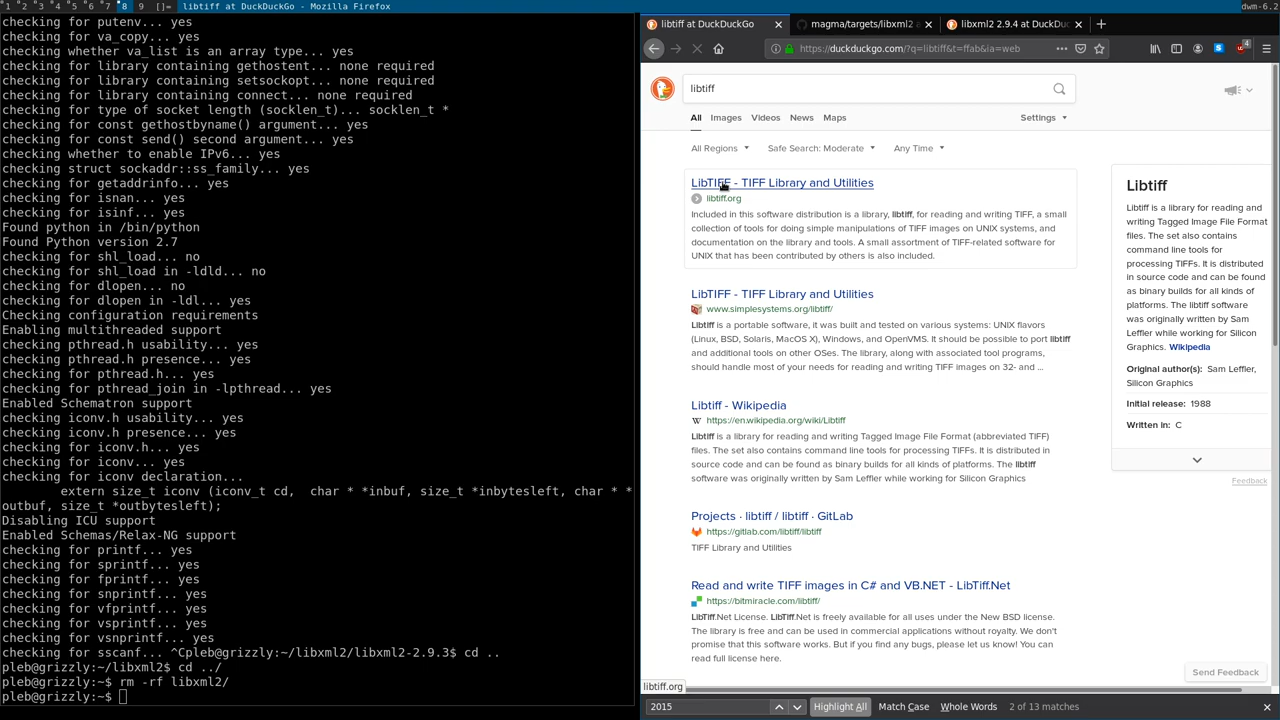 1 2 3 4 5 6 7 8 9 []= libtiff at DuckDuckGo - Mozilla Firefox dwm-6.2
checking for putenv... yes
checking for va_copy... yes
checking whether va_list is an array type... yes
checking for library containing gethostent... none required
checking for library containing setsockopt... none required
checking for library containing connect... none required
checking for type of socket length (socklen_t)... socklen_t *
checking for const gethostbyname() argument... yes
checking for const send() second argument... yes
checking whether to enable IPv6... yes
checking struct sockaddr::ss_family... yes
checking for getaddrinfo... yes
checking for isnan... yes
checking for isinf... yes
Found python in /bin/python
Found Python version 2.7
checking for shl_load... no
checking for shl_load in -ldld... no
checking for dlopen... no
checking for dlopen in -ldl... yes
Checking configuration requirements
Enabling multithreaded support
checking pthread.h usability... yes
checking pthread.h presence... yes
checking for pthread.h... yes
checking for pthread_join in -lpthread... yes
Enabled Schematron support
checking iconv.h usability... yes
checking iconv.h presence... yes
checking for iconv.h... yes
checking for iconv... yes
checking for iconv declaration...
extern size_t iconv (iconv_t cd,  char * *inbuf, size_t *inbytesleft, char * *
outbuf, size_t *outbytesleft);
Disabling ICU support
Enabled Schemas/Relax-NG support
checking for printf... yes
checking for sprintf... yes
checking for fprintf... yes
checking for snprintf... yes
checking for vfprintf... yes
checking for vsprintf... yes
checking for vsnprintf... yes
checking for sscanf... ^Cpleb@grizzly:~/libxml2/libxml2-2.9.3$ cd ..
pleb@grizzly:~/libxml2$ cd ../
pleb@grizzly:~$ rm -rf libxml2/
pleb@grizzly:~$
libtiff at DuckDuckGo
magma/targets/libxml2 a
libxml2 2.9.4 at DuckDuc
https://duckduckgo.com/?q=libtiff&t=ffab&ia=web
4
libtiff
All Images Videos News Maps Settings
All Regions Safe Search: Moderate Any Time
LibTIFF - TIFF Library and Utilities
libtiff.org
Included in this software distribution is a library, libtiff, for reading and writing TIFF, a small
collection of tools for doing simple manipulations of TIFF images on UNIX systems, and
documentation on the library and tools. A small assortment of TIFF-related software for
UNIX that has been contributed by others is also included.
LibTIFF - TIFF Library and Utilities
www.simplesystems.org/libtiff/
Libtiff is a portable software, it was built and tested on various systems: UNIX flavors
(Linux, BSD, Solaris, MacOS X), Windows, and OpenVMS. It should be possible to port libtiff
and additional tools on other OSes. The library, along with associated tool programs,
should handle most of your needs for reading and writing TIFF images on 32- and ...
Libtiff - Wikipedia
W https://en.wikipedia.org/wiki/Libtiff
Libtiff is a library for reading and writing Tagged Image File Format (abbreviated TIFF)
files. The set also contains command line tools for processing TIFFs. It is distributed in
source code and can be found as binary builds for all kinds of platforms. The libtiff
software was originally written by Sam Leffler while working for Silicon Graphics
Projects · libtiff / libtiff · GitLab
https://gitlab.com/libtiff/libtiff
TIFF Library and Utilities
Read and write TIFF images in C# and VB.NET - LibTiff.Net
https://bitmiracle.com/libtiff/
LibTiff.Net License. LibTiff.Net is freely available for all uses under the New BSD license.
The library is free and can be used in commercial applications without royalty. We don't
promise that this software works. But if you find any bugs, please let us know! You can
read full license here.
Libtiff
Libtiff is a library for reading and
writing Tagged Image File Format
files. The set also contains
command line tools for
processing TIFFs. It is distributed
in source code and can be found
as binary builds for all kinds of
platforms. The libtiff software
was originally written by Sam
Leffler while working for Silicon
Graphics. Wikipedia
Original author(s): Sam Leffler,
Silicon Graphics
Initial release: 1988
Written in: C
Feedback
Send Feedback
libtiff.org
2015 Highlight All Match Case Whole Words 2 of 13 matches